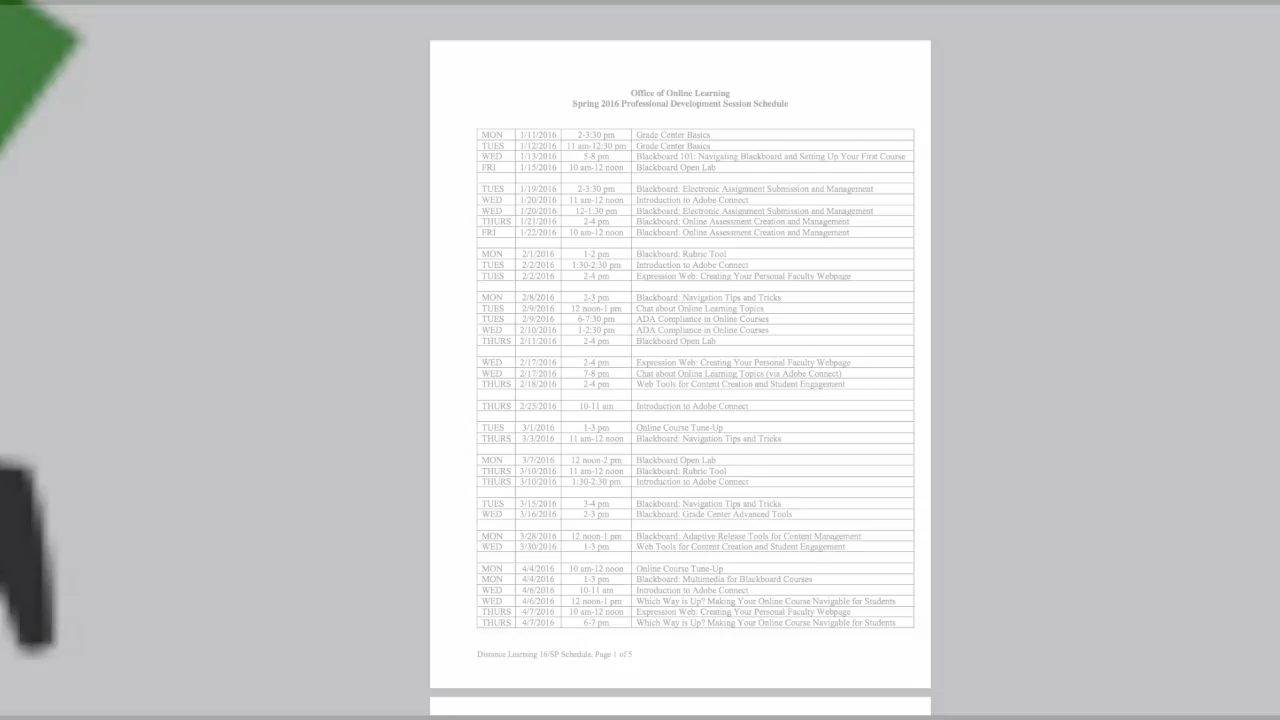 Office of Online Learning
Spring 2016 Professional Development Session Schedule
MON 1/11/2016 2-3:30 pm Grade Center Basics
TUES 1/12/2016 11 am-12:30 pm Grade Center Basics
WED 1/13/2016 5-8 pm Blackboard 101: Navigating Blackboard and Setting Up Your First Course
FRI 1/15/2016 10 am-12 noon Blackboard Open Lab
TUES 1/19/2016 2-3:30 pm Blackboard: Electronic Assignment Submission and Management
WED 1/20/2016 11 am-12 noon Introduction to Adobe Connect
WED 1/20/2016 12-1:30 pm Blackboard: Electronic Assignment Submission and Management
THURS 1/21/2016 2-4 pm Blackboard: Online Assessment Creation and Management
FRI 1/22/2016 10 am-12 noon Blackboard: Online Assessment Creation and Management
MON 2/1/2016 1-2 pm Blackboard: Rubric Tool
TUES 2/2/2016 1:30-2:30 pm Introduction to Adobe Connect
TUES 2/2/2016 2-4 pm Expression Web: Creating Your Personal Faculty Webpage
MON 2/8/2016 2-3 pm Blackboard: Navigation Tips and Tricks
TUES 2/9/2016 12 noon-1 pm Chat about Online Learning Topics
TUES 2/9/2016 6-7:30 pm ADA Compliance in Online Courses
WED 2/10/2016 1-2:30 pm ADA Compliance in Online Courses
THURS 2/11/2016 2-4 pm Blackboard Open Lab
WED 2/17/2016 2-4 pm Expression Web: Creating Your Personal Faculty Webpage
WED 2/17/2016 7-8 pm Chat about Online Learning Topics (via Adobe Connect)
THURS 2/18/2016 2-4 pm Web Tools for Content Creation and Student Engagement
THURS 2/25/2016 10-11 am Introduction to Adobe Connect
TUES 3/1/2016 1-3 pm Online Course Tune-Up
THURS 3/3/2016 11 am-12 noon Blackboard: Navigation Tips and Tricks
MON 3/7/2016 12 noon-2 pm Blackboard Open Lab
THURS 3/10/2016 11 am-12 noon Blackboard: Rubric Tool
THURS 3/10/2016 1:30-2:30 pm Introduction to Adobe Connect
TUES 3/15/2016 3-4 pm Blackboard: Navigation Tips and Tricks
WED 3/16/2016 2-3 pm Blackboard: Grade Center Advanced Tools
MON 3/28/2016 12 noon-1 pm Blackboard: Adaptive Release Tools for Content Management
WED 3/30/2016 1-3 pm Web Tools for Content Creation and Student Engagement
MON 4/4/2016 10 am-12 noon Online Course Tune-Up
MON 4/4/2016 1-3 pm Blackboard: Multimedia for Blackboard Courses
WED 4/6/2016 10-11 am Introduction to Adobe Connect
WED 4/6/2016 12 noon-1 pm Which Way is Up? Making Your Online Course Navigable for Students
THURS 4/7/2016 10 am-12 noon Expression Web: Creating Your Personal Faculty Webpage
THURS 4/7/2016 6-7 pm Which Way is Up? Making Your Online Course Navigable for Students
Distance Learning 16/SP Schedule, Page 1 of 5